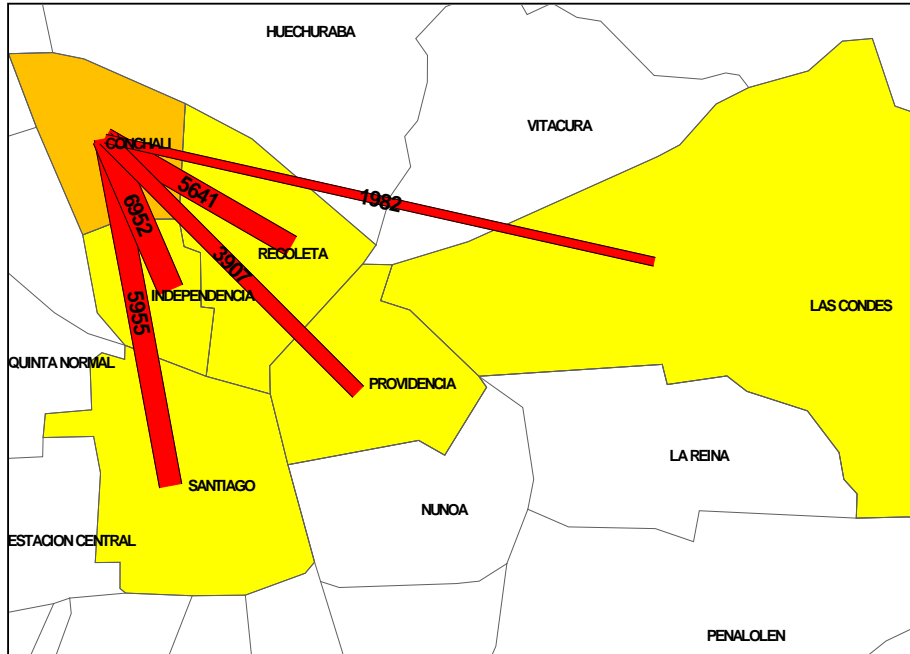 HUECHURABA
VITACURA
CONCHALI
5641
1982
6952
RECOLETA
3907
INDEPENDENCIA
5955
LAS CONDES
QUINTA NORMAL
PROVIDENCIA
LA REINA
SANTIAGO
NUNOA
ESTACION CENTRAL
PENALOLEN